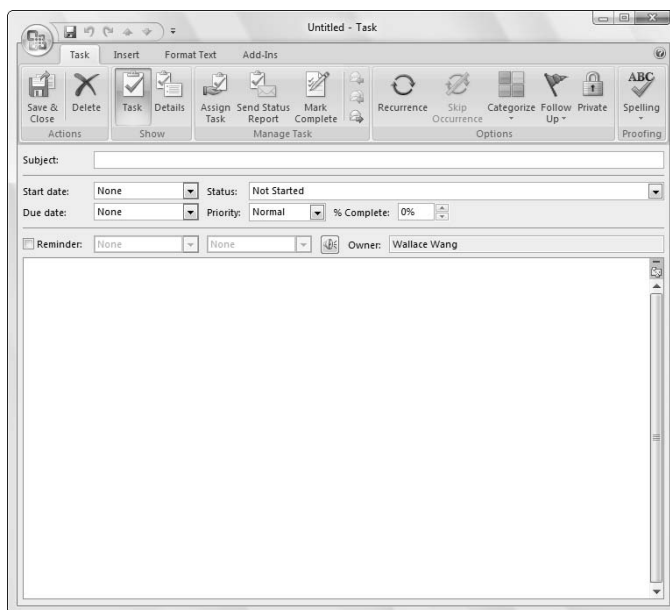 Untitled - Task
Task Insert Format Text Add-Ins
Save & Close Delete Task Details Assign Task Send Status Report Mark Complete Recurrence Skip Occurrence Categorize Follow Up Private ABC Spelling
Actions Show Manage Task Options Proofing
Subject:
Start date: None Status: Not Started
Due date: None Priority: Normal % Complete: 0%
Reminder: None None Owner: Wallace Wang